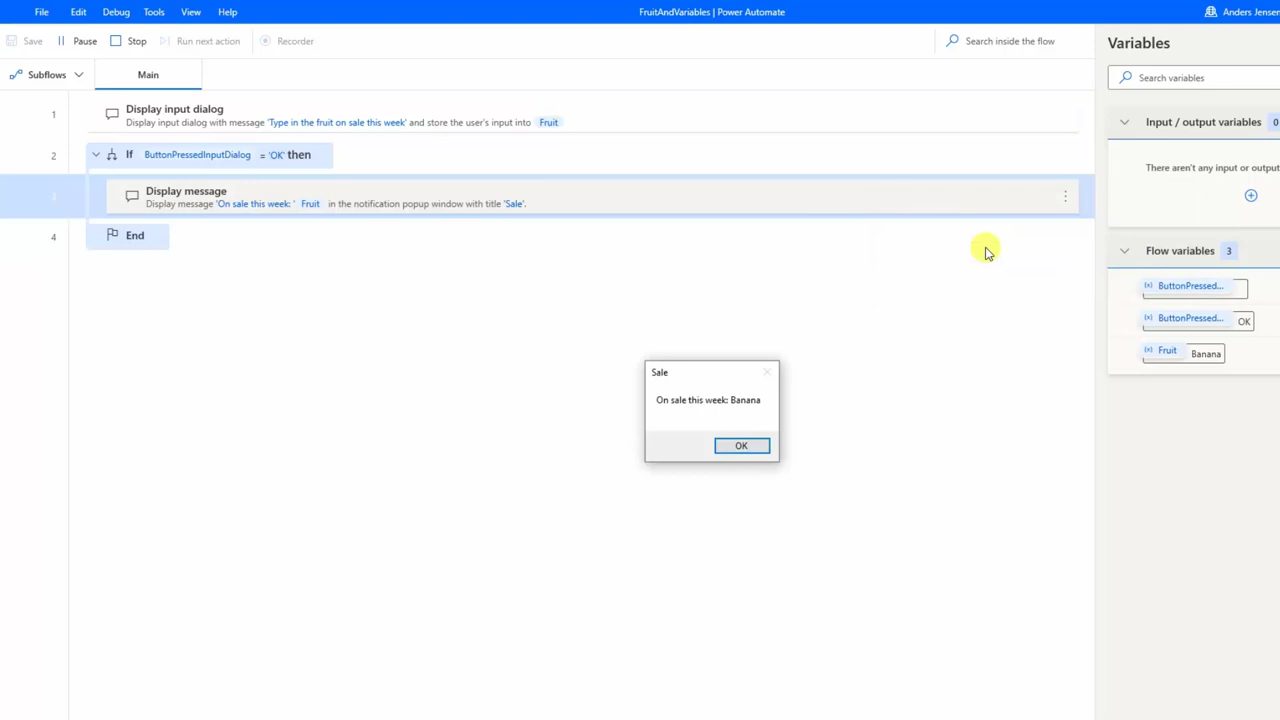 File Edit Debug Tools View Help FruitAndVariables | Power Automate Anders Jensen
Save Pause Stop Run next action Recorder Search inside the flow
Variables
Subflows Main
Search variables
1 Display input dialog
Display input dialog with message 'Type in the fruit on sale this week' and store the user's input into Fruit
Input / output variables 0
2 If ButtonPressedInputDialog = 'OK' then
There aren't any input or output
3 Display message
Display message 'On sale this week: ' Fruit in the notification popup window with title 'Sale'.
4 End
Flow variables 3
ButtonPressed...
ButtonPressed... OK
Fruit Banana
Sale
On sale this week: Banana
OK